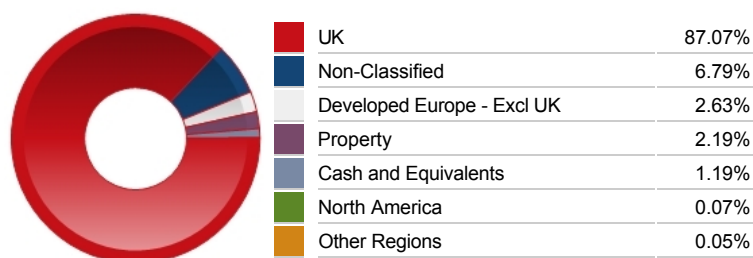 UK 87.07%
Non-Classified 6.79%
Developed Europe - Excl UK 2.63%
Property 2.19%
Cash and Equivalents 1.19%
North America 0.07%
Other Regions 0.05%